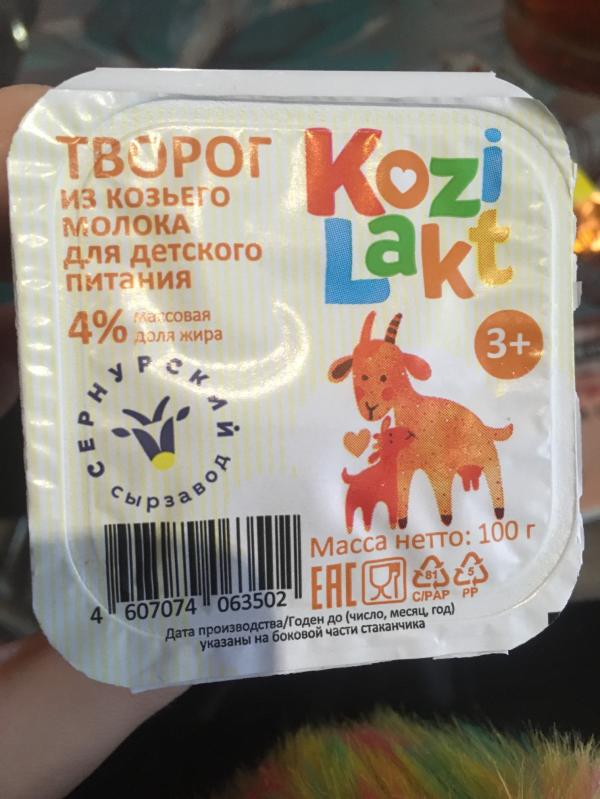 ТВОРОГ
ИЗ КОЗЬЕГО
МОЛОКА
для детского
питания
4% массовая
доля жира
Kozi
Lakt
3+
СЕРНУРСКИЙ
сырзавод
Масса нетто: 100 г
EAC
81
C/PAP
5
PP
4 607074 063502
Дата производства/Годен до (число, месяц, год)
указаны на боковой части стаканчика